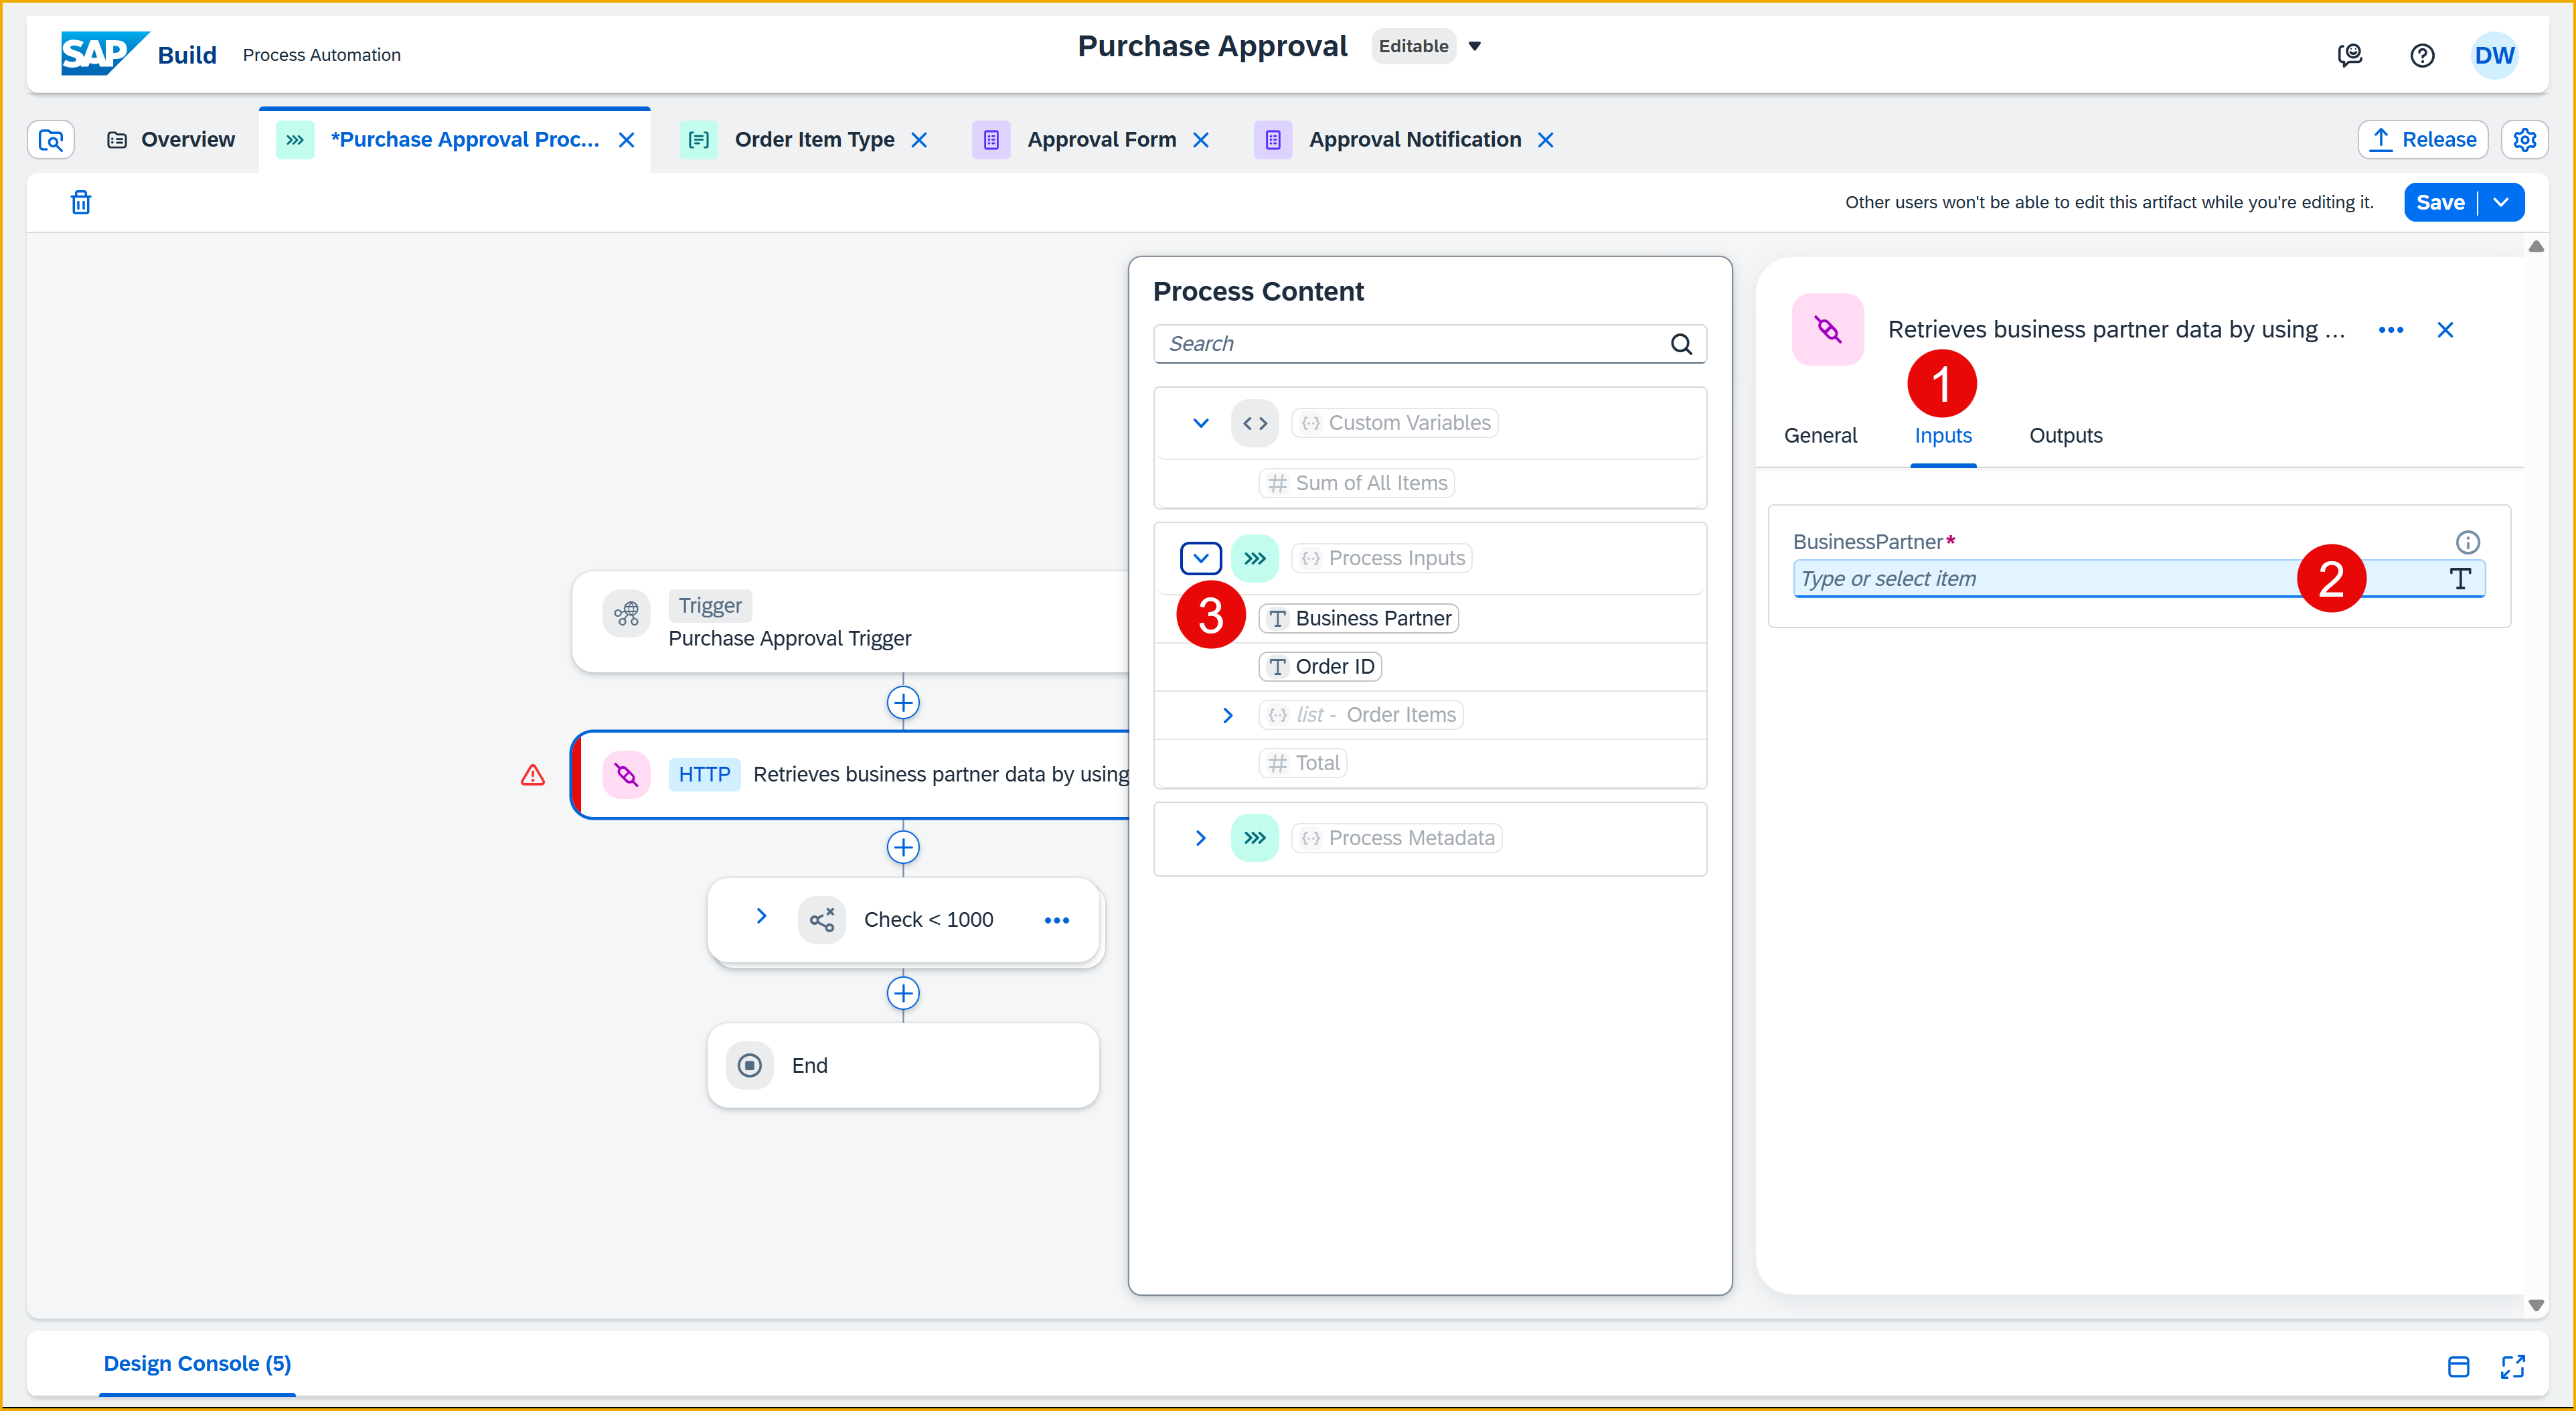 SAP Build Process Automation
Purchase Approval Editable
DW
Overview *Purchase Approval Proc... Order Item Type Approval Form Approval Notification Release
Other users won't be able to edit this artifact while you're editing it. Save
Trigger
Purchase Approval Trigger
HTTP Retrieves business partner data by using
Check < 1000
End
Process Content
Search
Custom Variables
Sum of All Items
Process Inputs
3
Business Partner
Order ID
list - Order Items
Total
Process Metadata
Retrieves business partner data by using ...
1
General Inputs Outputs
BusinessPartner*
Type or select item
2
Design Console (5)